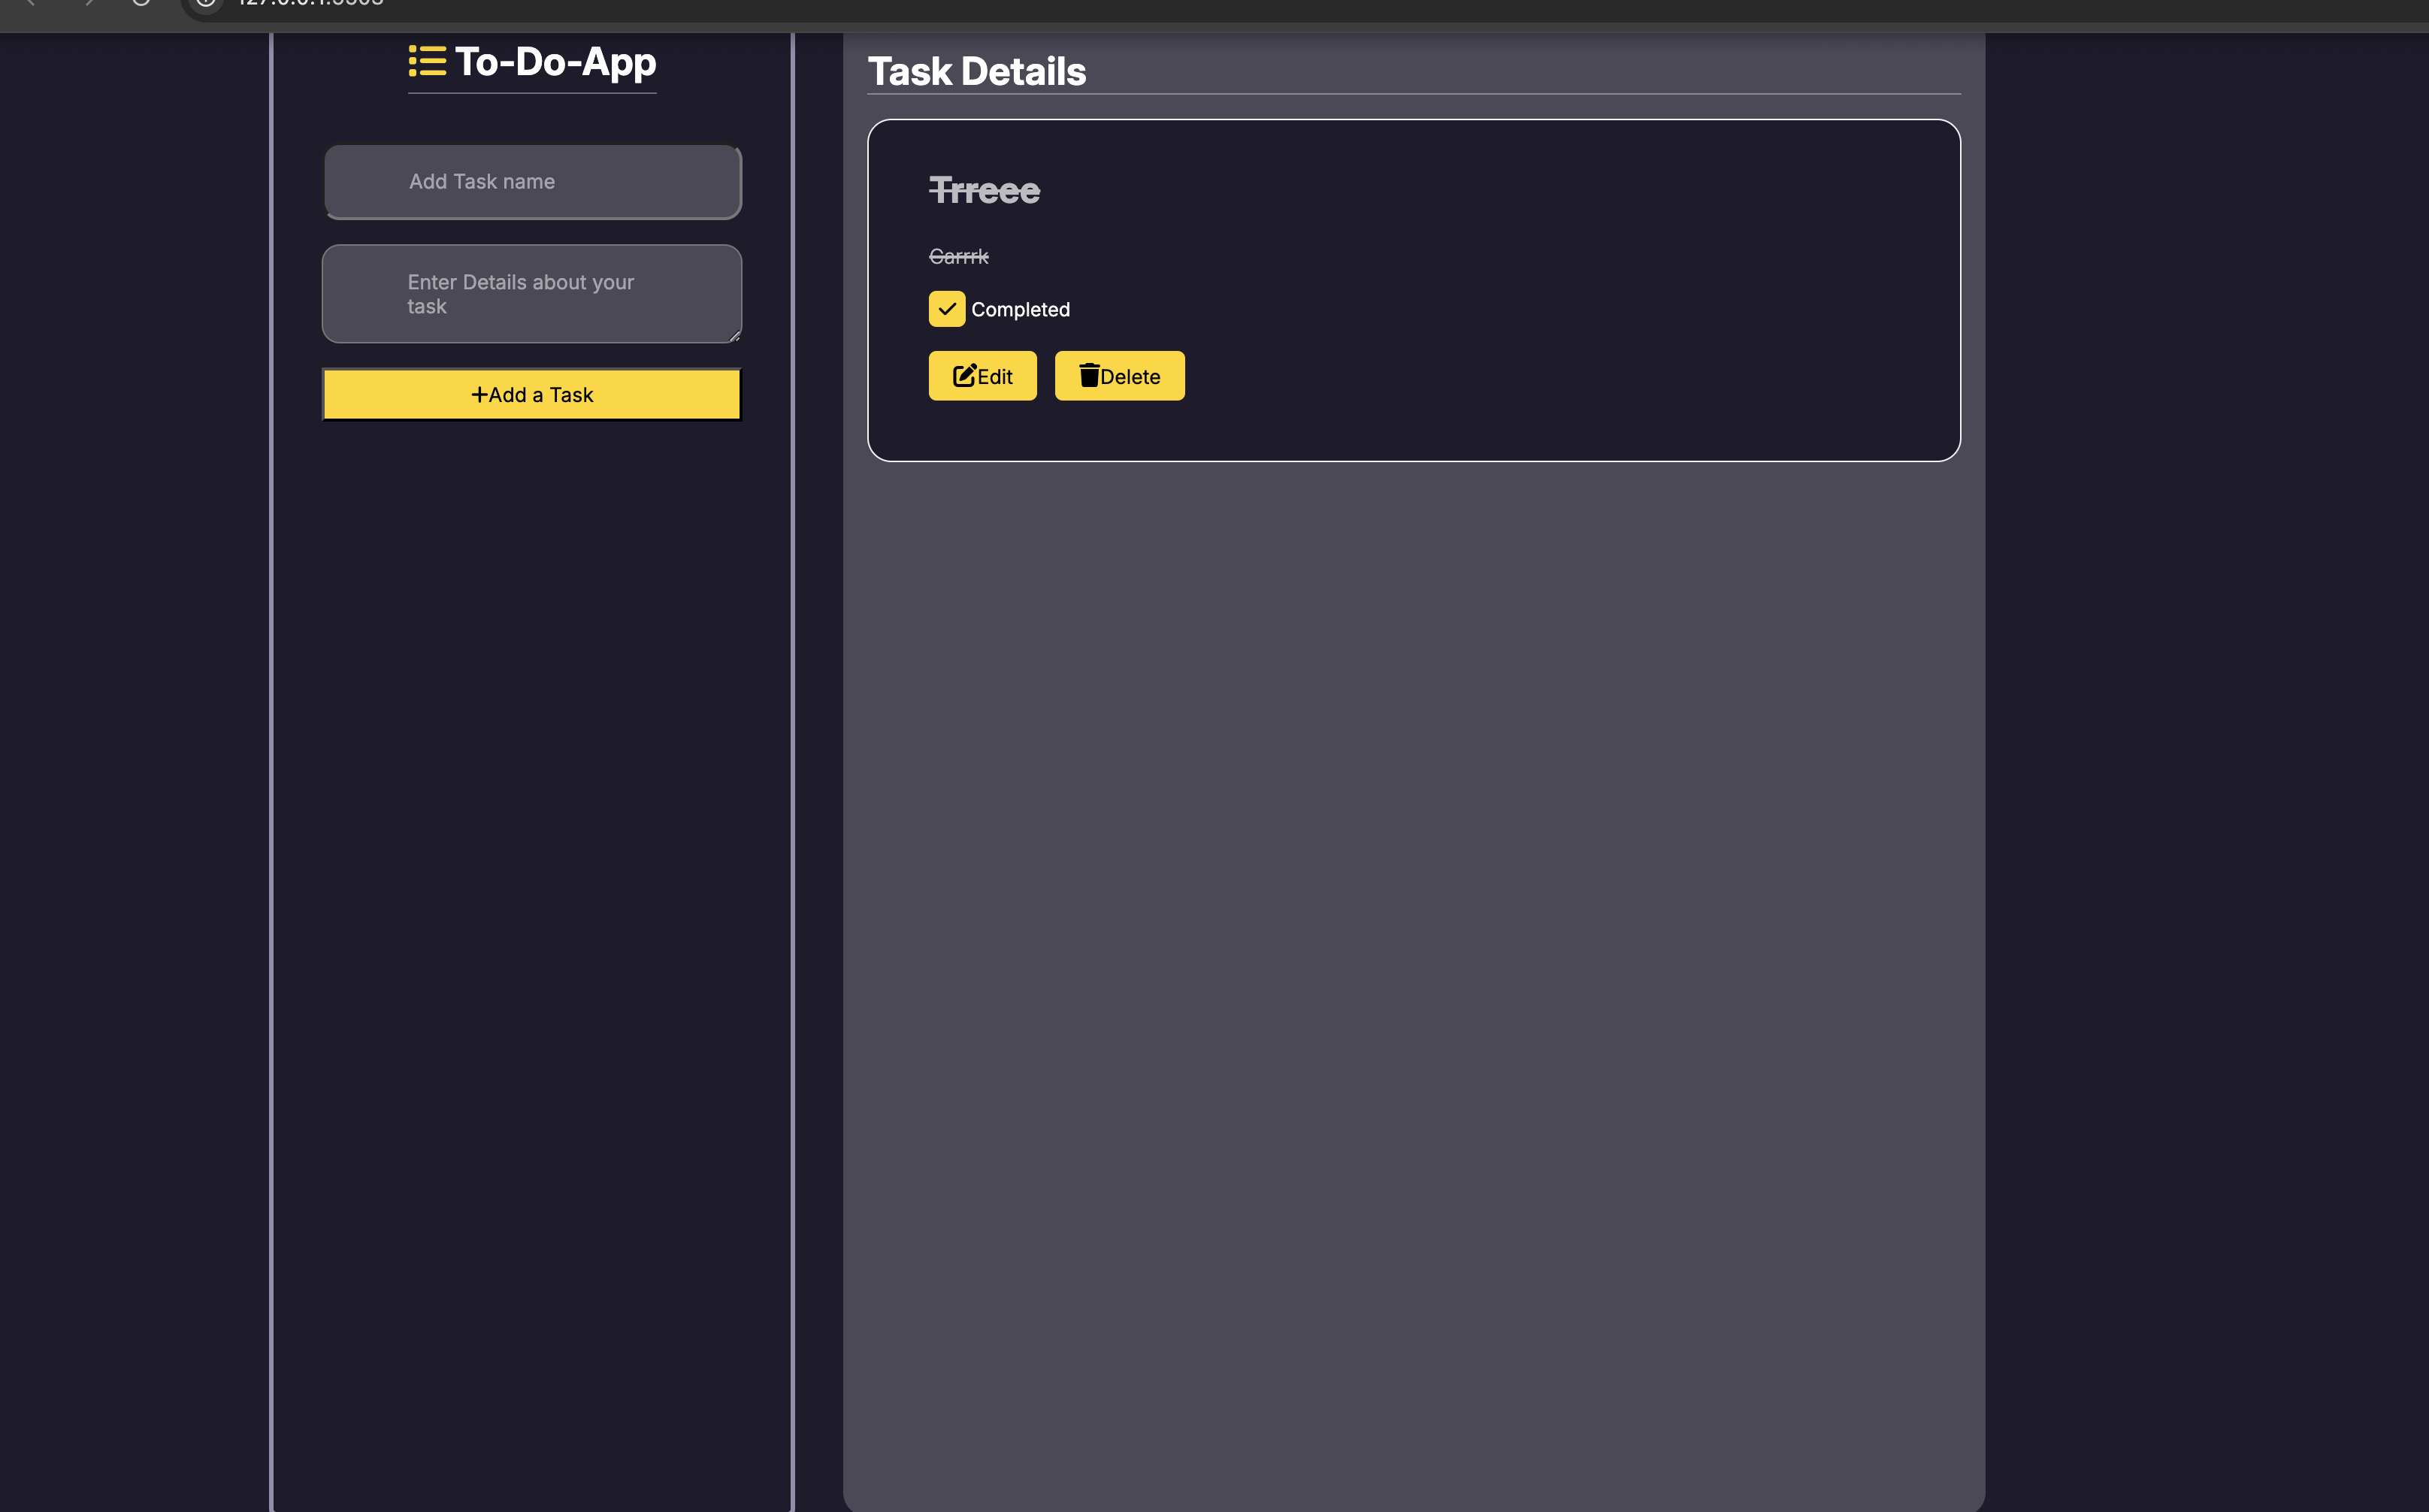 To-Do-App
Add Task name
Enter Details about your
task
+Add a Task
Task Details
Trreee
Carrrk
Completed
Edit
Delete